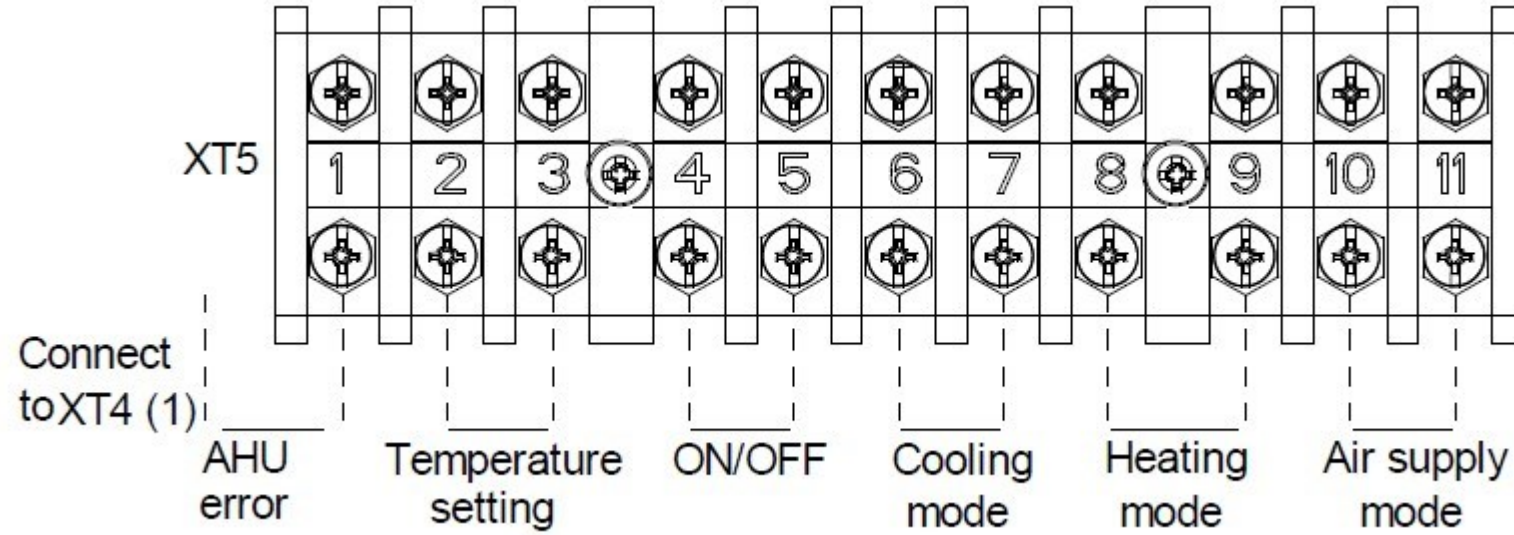 XT5
1 2 3 4 5 6 7 8 9 10 11
Connect
to XT4 (1)
AHU
error
Temperature
setting
ON/OFF
Cooling
mode
Heating
mode
Air supply
mode